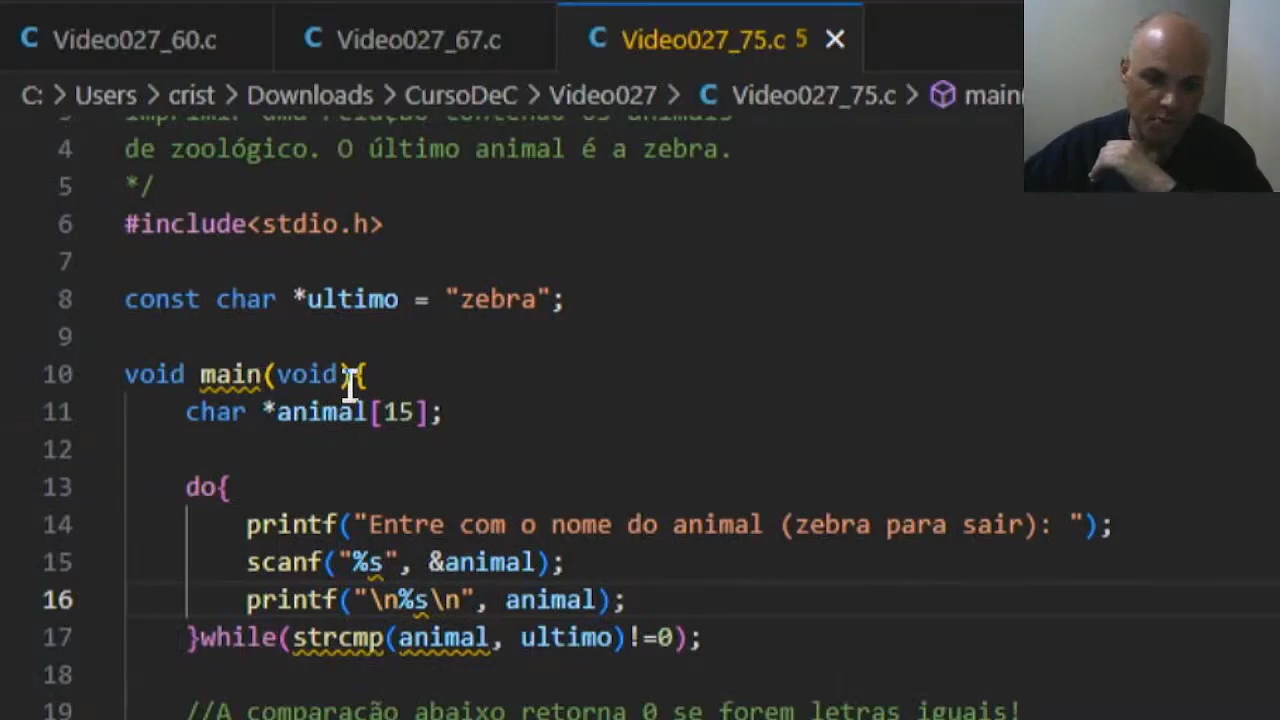 Video027_60.c
Video027_67.c
Video027_75.c 5
C: > Users > crist > Downloads > CursoDeC > Video027 > Video027_75.c > main(
4 de zoológico. O último animal é a zebra.
5 */
6 #include<stdio.h>
7
8 const char *ultimo = "zebra";
9
10 void main(void){
11 char *animal[15];
12
13 do{
14 printf("Entre com o nome do animal (zebra para sair): ");
15 scanf("%s", &animal);
16 printf("\n%s\n", animal);
17 }while(strcmp(animal, ultimo)!=0);
18
19 //A comparação abaixo retorna 0 se forem letras iguais!